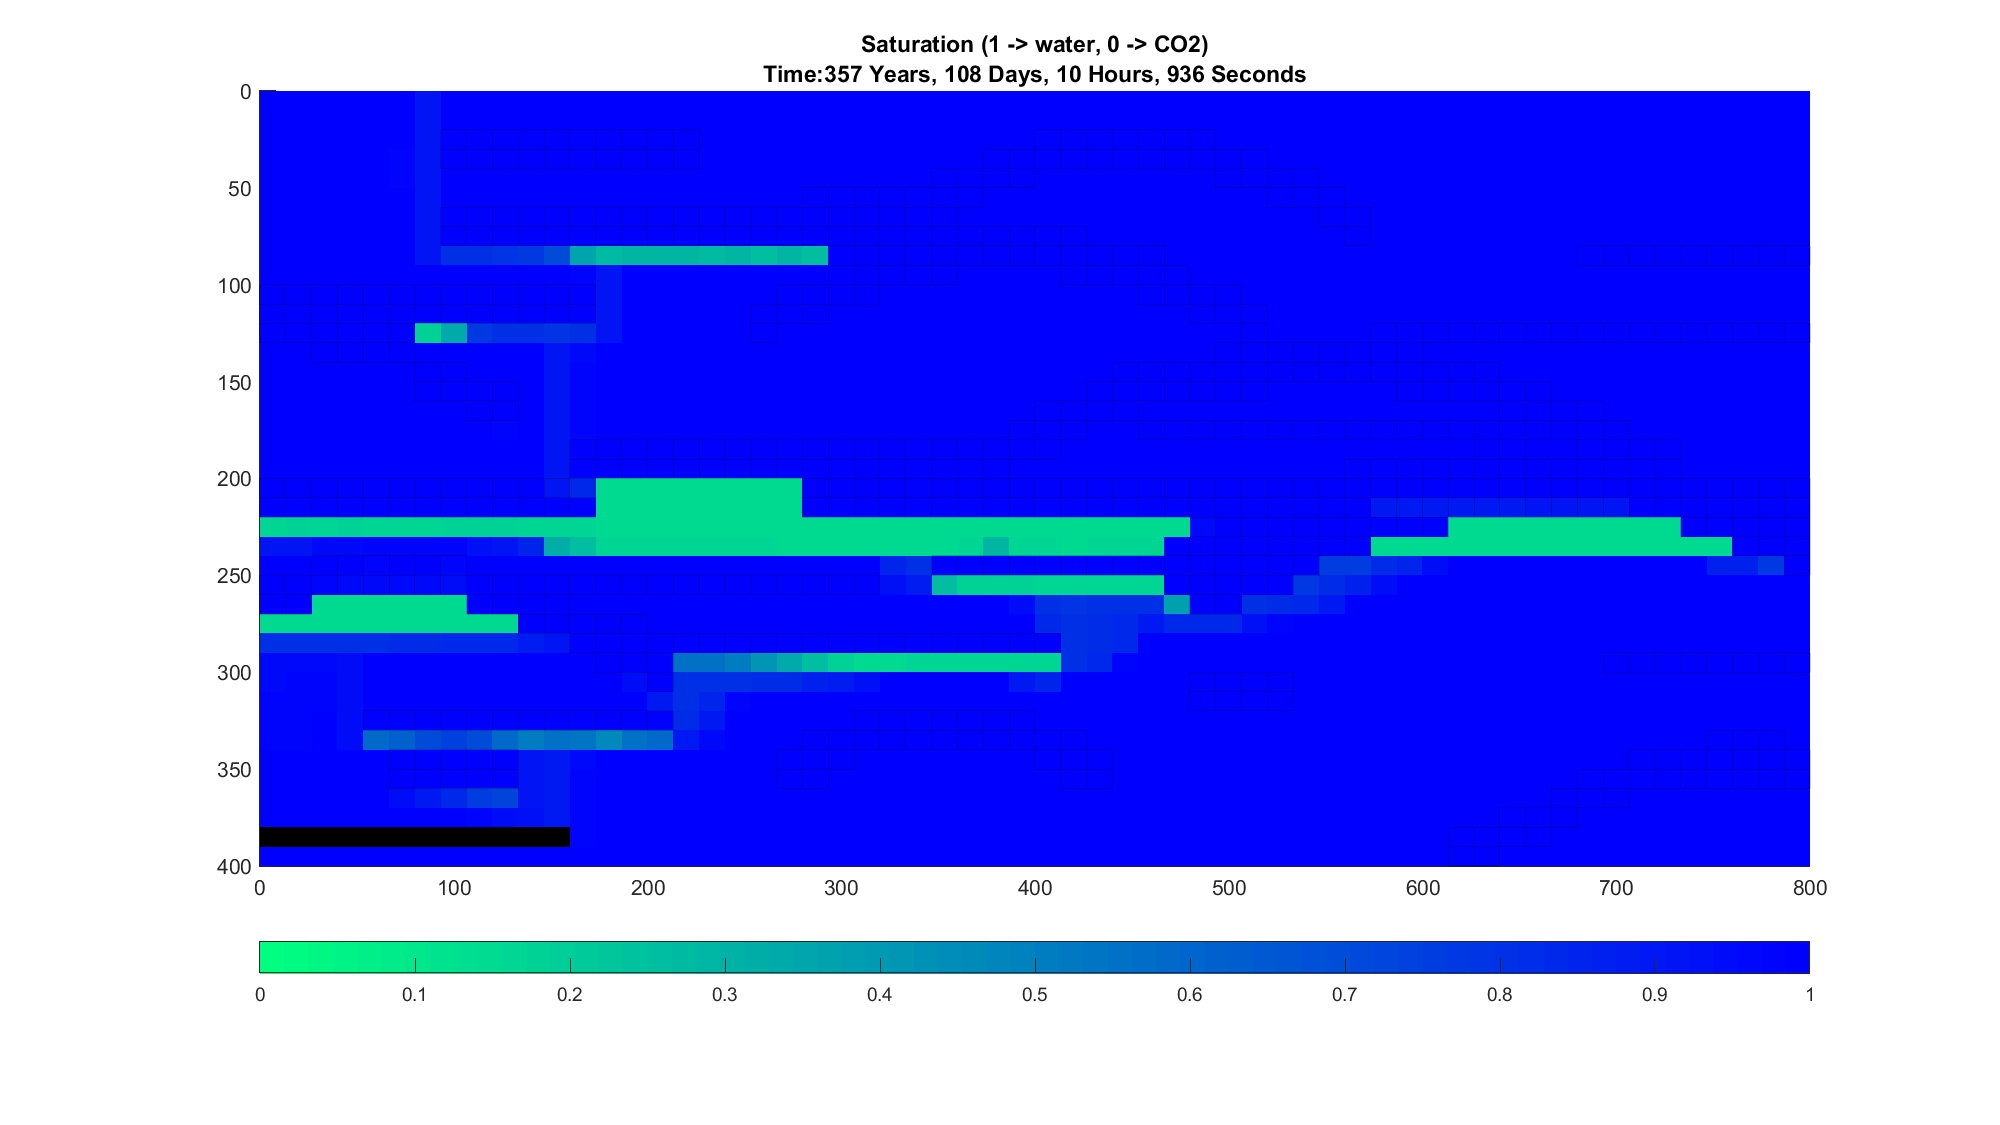 Saturation (1 -> water, 0 -> CO2)
Time:357 Years, 108 Days, 10 Hours, 936 Seconds
0
50
100
150
200
250
300
350
400
0 100 200 300 400 500 600 700 800
0 0.1 0.2 0.3 0.4 0.5 0.6 0.7 0.8 0.9 1